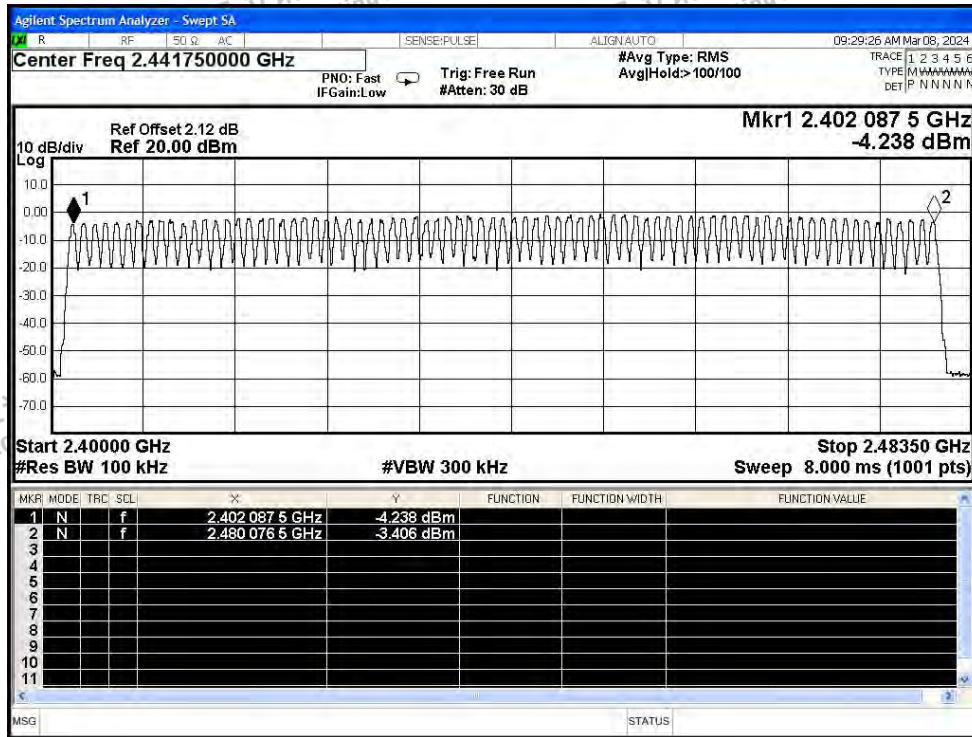 Agilent Spectrum Analyzer - Swept SA
LXI R RF 50 Ω AC SENSE:PULSE ALIGN AUTO 09:29:26 AM Mar 08, 2024
Center Freq 2.441750000 GHz
PNO: Fast
IFGain:Low
Trig: Free Run
#Atten: 30 dB
#Avg Type: RMS
Avg|Hold:>100/100
TRACE 1 2 3 4 5 6
TYPE M WWWWW
DET P N N N N N
Mkr1 2.402 087 5 GHz
-4.238 dBm
Ref Offset 2.12 dB
10 dB/div Ref 20.00 dBm
Log
10.0
0.00
-10.0
-20.0
-30.0
-40.0
-50.0
-60.0
-70.0
1
2
Start 2.40000 GHz Stop 2.48350 GHz
#Res BW 100 kHz #VBW 300 kHz Sweep 8.000 ms (1001 pts)
MKR MODE TRC SCL X Y FUNCTION FUNCTION WIDTH FUNCTION VALUE
1 N f 2.402 087 5 GHz -4.238 dBm
2 N f 2.480 076 5 GHz -3.406 dBm
3
4
5
6
7
8
9
10
11
MSG STATUS